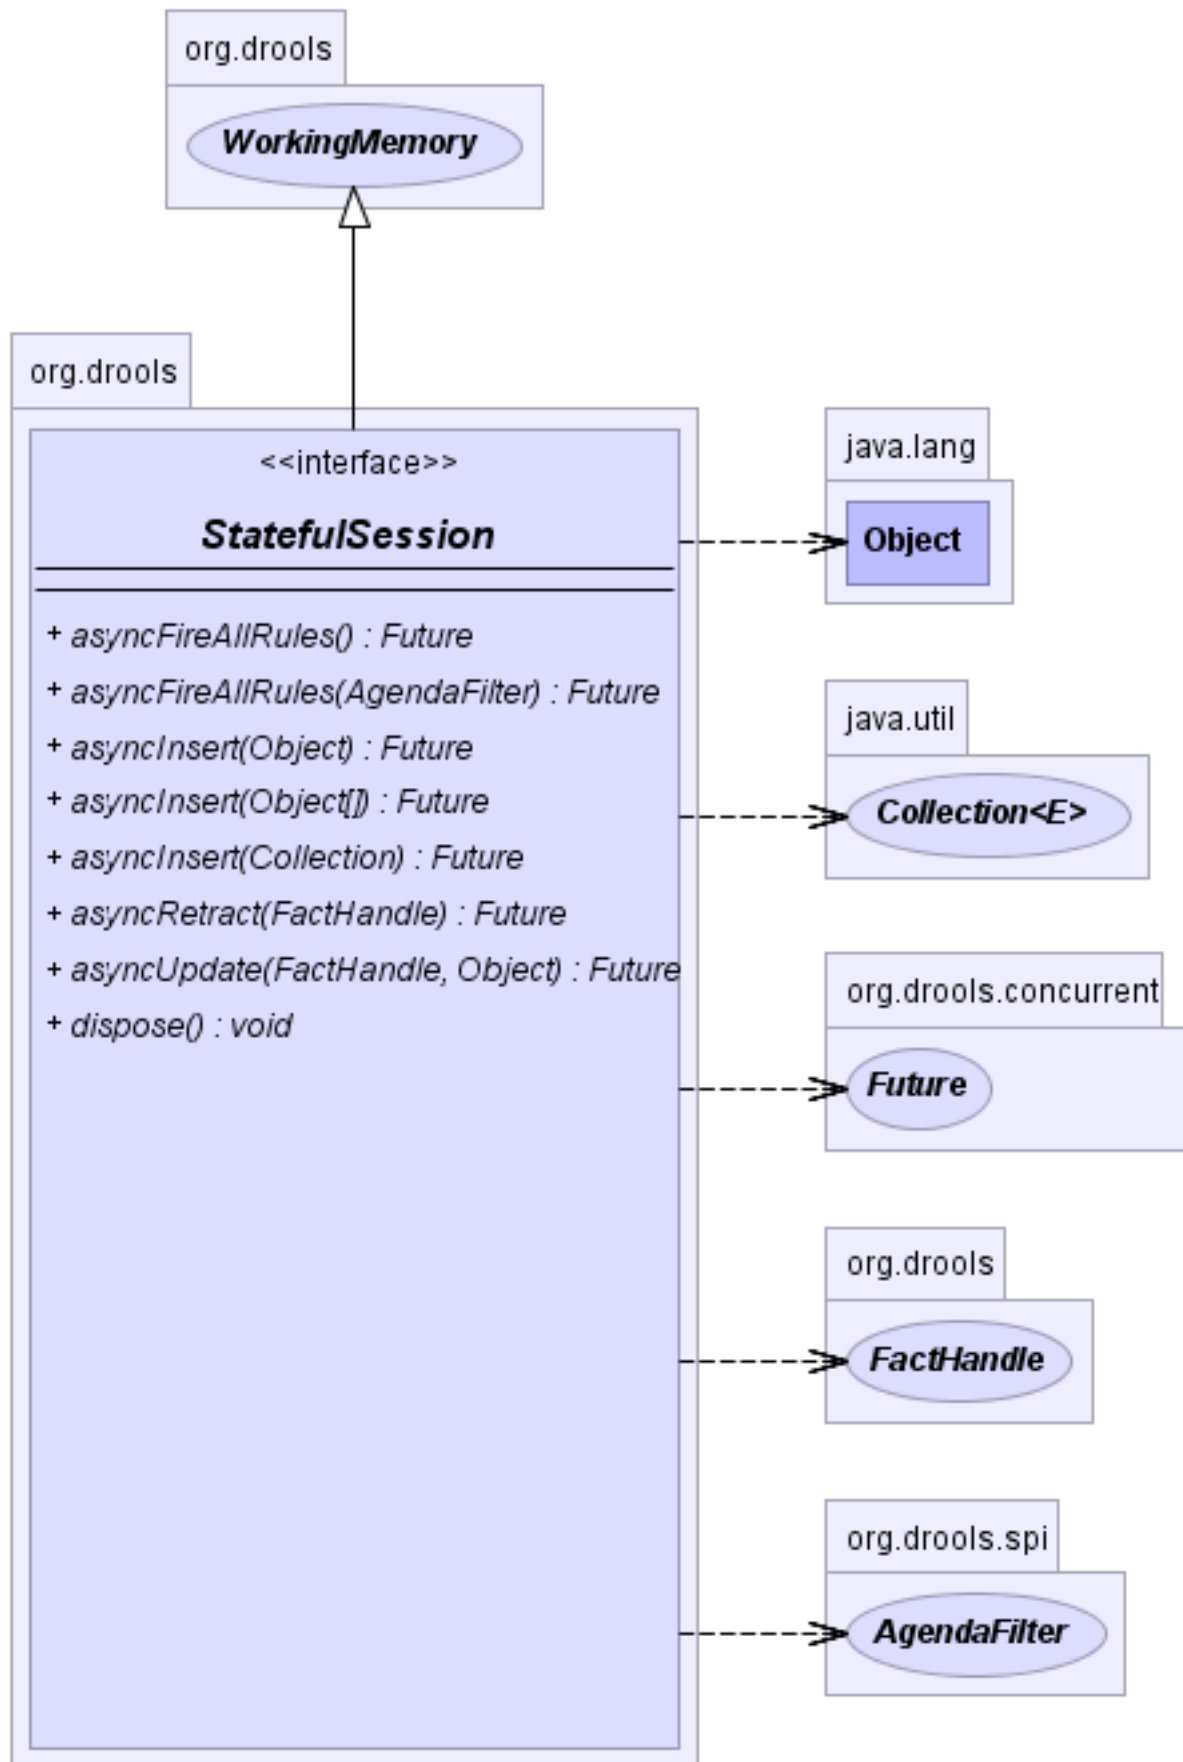 org.drools
WorkingMemory
org.drools
<<interface>>
StatefulSession
+ asyncFireAllRules() : Future
+ asyncFireAllRules(AgendaFilter) : Future
+ asyncInsert(Object) : Future
+ asyncInsert(Object[]) : Future
+ asyncInsert(Collection) : Future
+ asyncRetract(FactHandle) : Future
+ asyncUpdate(FactHandle, Object) : Future
+ dispose() : void
java.lang
Object
java.util
Collection<E>
org.drools.concurrent
Future
org.drools
FactHandle
org.drools.spi
AgendaFilter